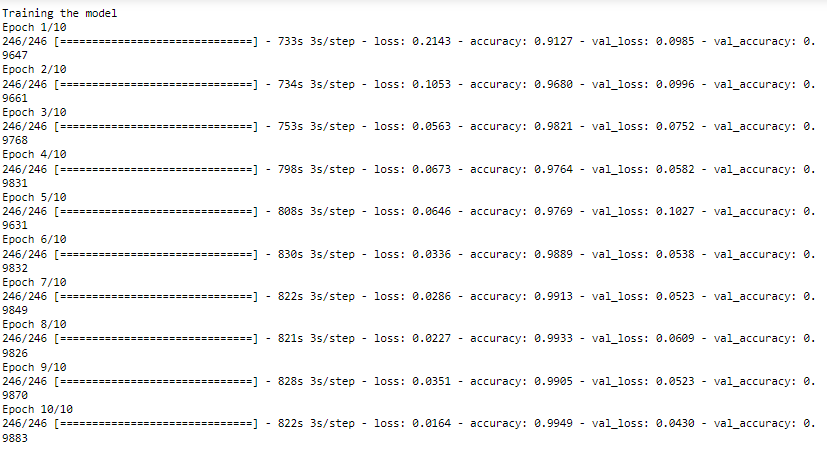 Training the model
Epoch 1/10
246/246 [==============================] - 733s 3s/step - loss: 0.2143 - accuracy: 0.9127 - val_loss: 0.0985 - val_accuracy: 0.
9647
Epoch 2/10
246/246 [==============================] - 734s 3s/step - loss: 0.1053 - accuracy: 0.9680 - val_loss: 0.0996 - val_accuracy: 0.
9661
Epoch 3/10
246/246 [==============================] - 753s 3s/step - loss: 0.0563 - accuracy: 0.9821 - val_loss: 0.0752 - val_accuracy: 0.
9768
Epoch 4/10
246/246 [==============================] - 798s 3s/step - loss: 0.0673 - accuracy: 0.9764 - val_loss: 0.0582 - val_accuracy: 0.
9831
Epoch 5/10
246/246 [==============================] - 808s 3s/step - loss: 0.0646 - accuracy: 0.9769 - val_loss: 0.1027 - val_accuracy: 0.
9631
Epoch 6/10
246/246 [==============================] - 830s 3s/step - loss: 0.0336 - accuracy: 0.9889 - val_loss: 0.0538 - val_accuracy: 0.
9832
Epoch 7/10
246/246 [==============================] - 822s 3s/step - loss: 0.0286 - accuracy: 0.9913 - val_loss: 0.0523 - val_accuracy: 0.
9849
Epoch 8/10
246/246 [==============================] - 821s 3s/step - loss: 0.0227 - accuracy: 0.9933 - val_loss: 0.0609 - val_accuracy: 0.
9826
Epoch 9/10
246/246 [==============================] - 828s 3s/step - loss: 0.0351 - accuracy: 0.9905 - val_loss: 0.0523 - val_accuracy: 0.
9870
Epoch 10/10
246/246 [==============================] - 822s 3s/step - loss: 0.0164 - accuracy: 0.9949 - val_loss: 0.0430 - val_accuracy: 0.
9883